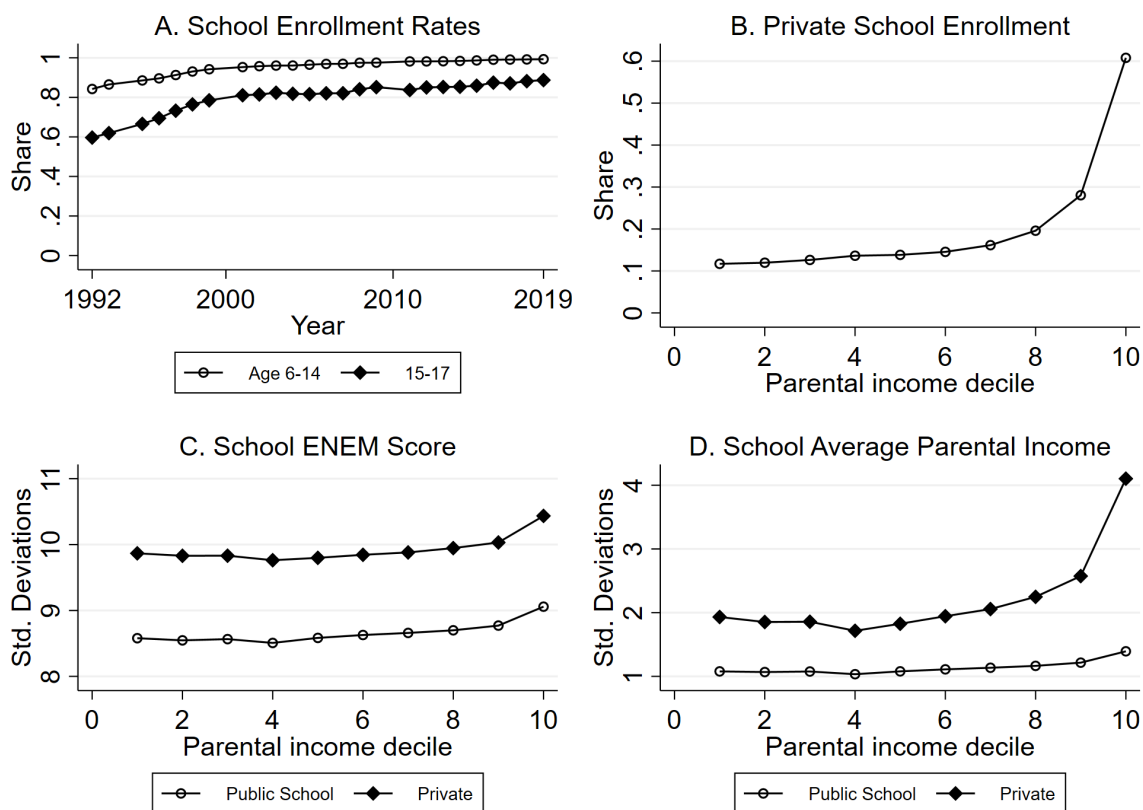 A. School Enrollment Rates
Share
0 .2 .4 .6 .8 1
1992 2000 2010 2019
Year
Age 6-14 15-17
B. Private School Enrollment
Share
0 .1 .2 .3 .4 .5 .6
0 2 4 6 8 10
Parental income decile
C. School ENEM Score
Std. Deviations
8 9 10 11
0 2 4 6 8 10
Parental income decile
Public School Private
D. School Average Parental Income
Std. Deviations
1 2 3 4
0 2 4 6 8 10
Parental income decile
Public School Private